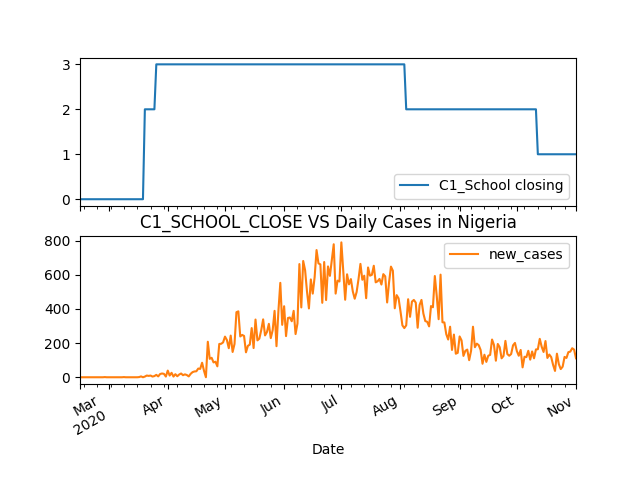 3
2
1
0
C1_School closing
C1_SCHOOL_CLOSE VS Daily Cases in Nigeria
800
600
400
200
0
new_cases
Mar
2020
Apr
May
Jun
Jul
Aug
Sep
Oct
Nov
Date